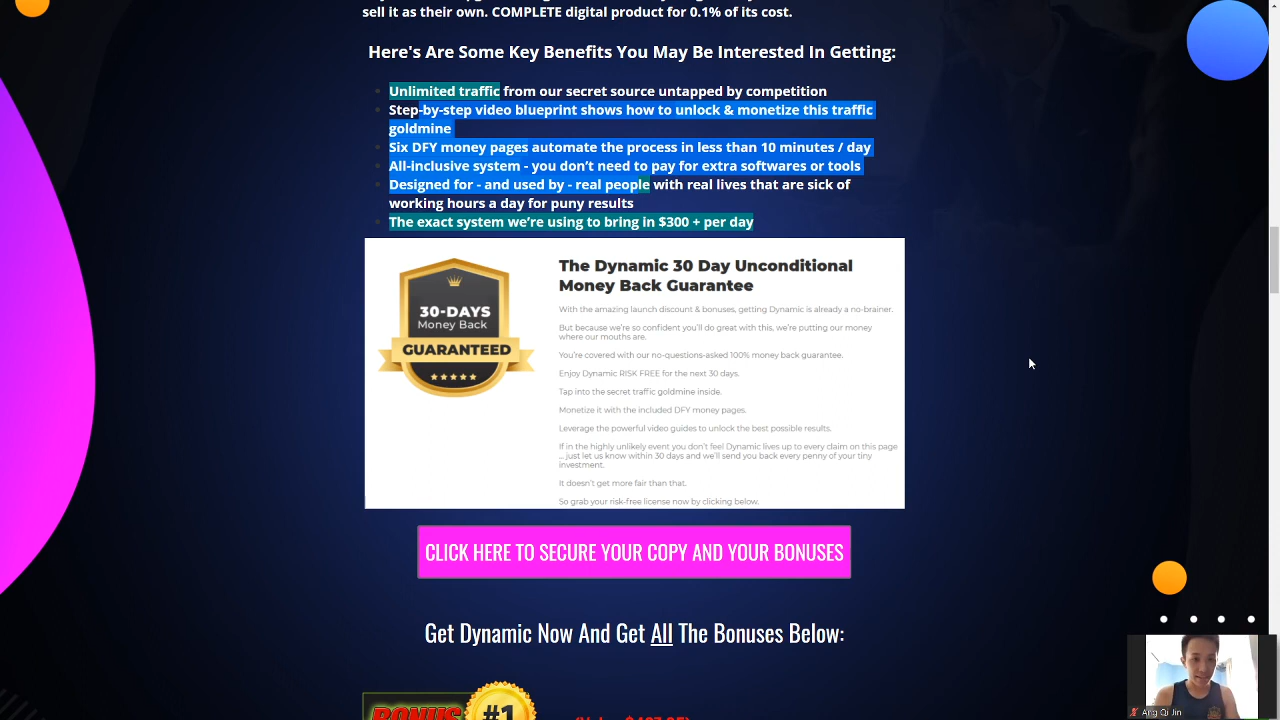 sell it as their own. COMPLETE digital product for 0.1% of its cost.
Here's Are Some Key Benefits You May Be Interested In Getting:
Unlimited traffic from our secret source untapped by competition
Step-by-step video blueprint shows how to unlock & monetize this traffic
goldmine
Six DFY money pages automate the process in less than 10 minutes / day
All-inclusive system - you don’t need to pay for extra softwares or tools
Designed for - and used by - real people with real lives that are sick of
working hours a day for puny results
The exact system we’re using to bring in $300 + per day
30-DAYS
Money Back
GUARANTEED
The Dynamic 30 Day Unconditional
Money Back Guarantee
With the amazing launch discount & bonuses, getting Dynamic is already a no-brainer.
But because we’re so confident you’ll do great with this, we’re putting our money
where our mouths are.
You’re covered with our no-questions-asked 100% money back guarantee.
Enjoy Dynamic RISK FREE for the next 30 days.
Tap into the secret traffic goldmine inside.
Monetize it with the included DFY money pages.
Leverage the powerful video guides to unlock the best possible results.
If in the highly unlikely event you don’t feel Dynamic lives up to every claim on this page
... just let us know within 30 days and we’ll send you back every penny of your tiny
investment.
It doesn’t get more fair than that.
So grab your risk-free license now by clicking below.
CLICK HERE TO SECURE YOUR COPY AND YOUR BONUSES
Get Dynamic Now And Get All The Bonuses Below:
BONUS #1
Ang Qi Jin